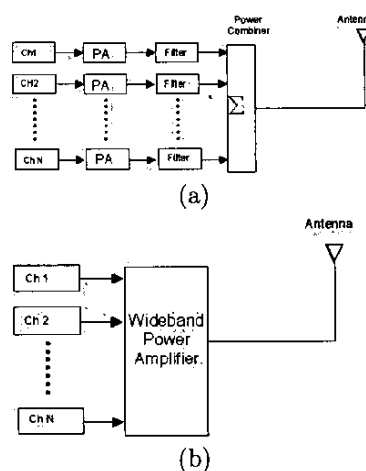 Power
Combiner
Antenna
Ch1
PA
Filter
CH2
PA
Filter
Σ
Ch N
PA
Filter
(a)
Antenna
Ch 1
Ch 2
Wideband
Power
Amplifier
Ch N
(b)